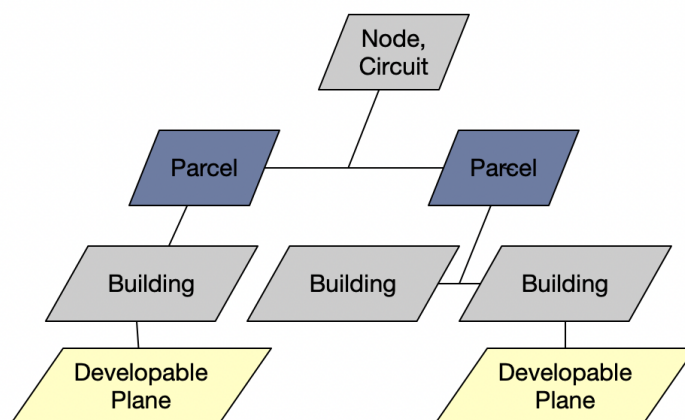 Node,
Circuit
Parcel
Parcel
Building
Building
Building
Developable
Plane
Developable
Plane